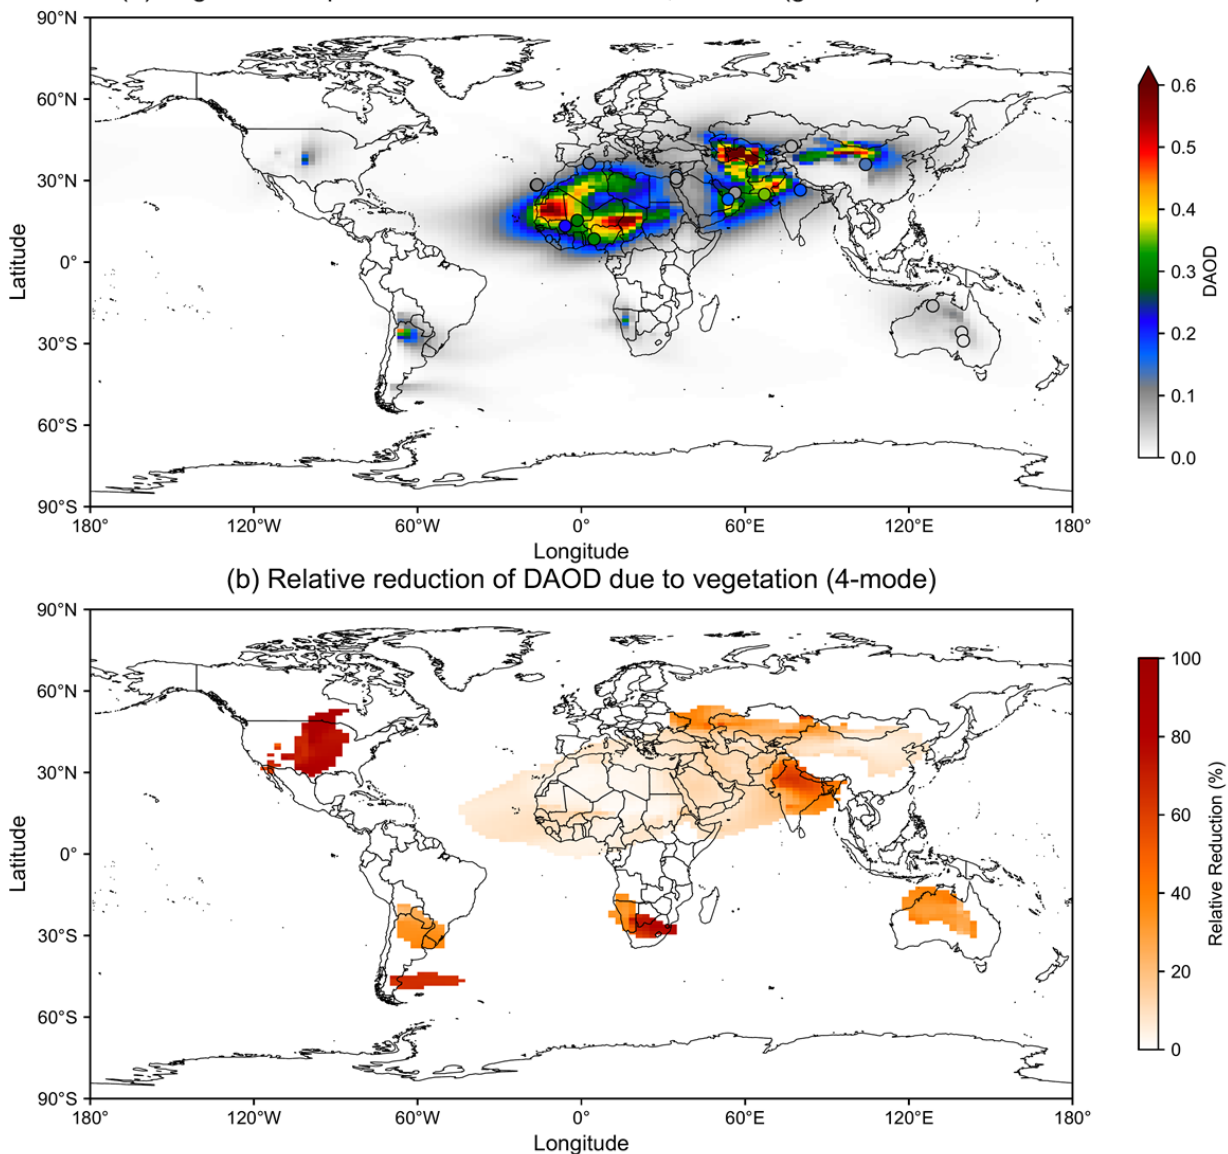 90°N
60°N
30°N
0°
30°S
60°S
90°S
Latitude
180°
120°W
60°W
0°
60°E
120°E
180°
Longitude
0.6
0.5
0.4
0.3
0.2
0.1
0.0
DAOD
(b) Relative reduction of DAOD due to vegetation (4-mode)
90°N
60°N
30°N
0°
30°S
60°S
90°S
Latitude
180°
120°W
60°W
0°
60°E
120°E
180°
Longitude
100
80
60
40
20
0
Relative Reduction (%)